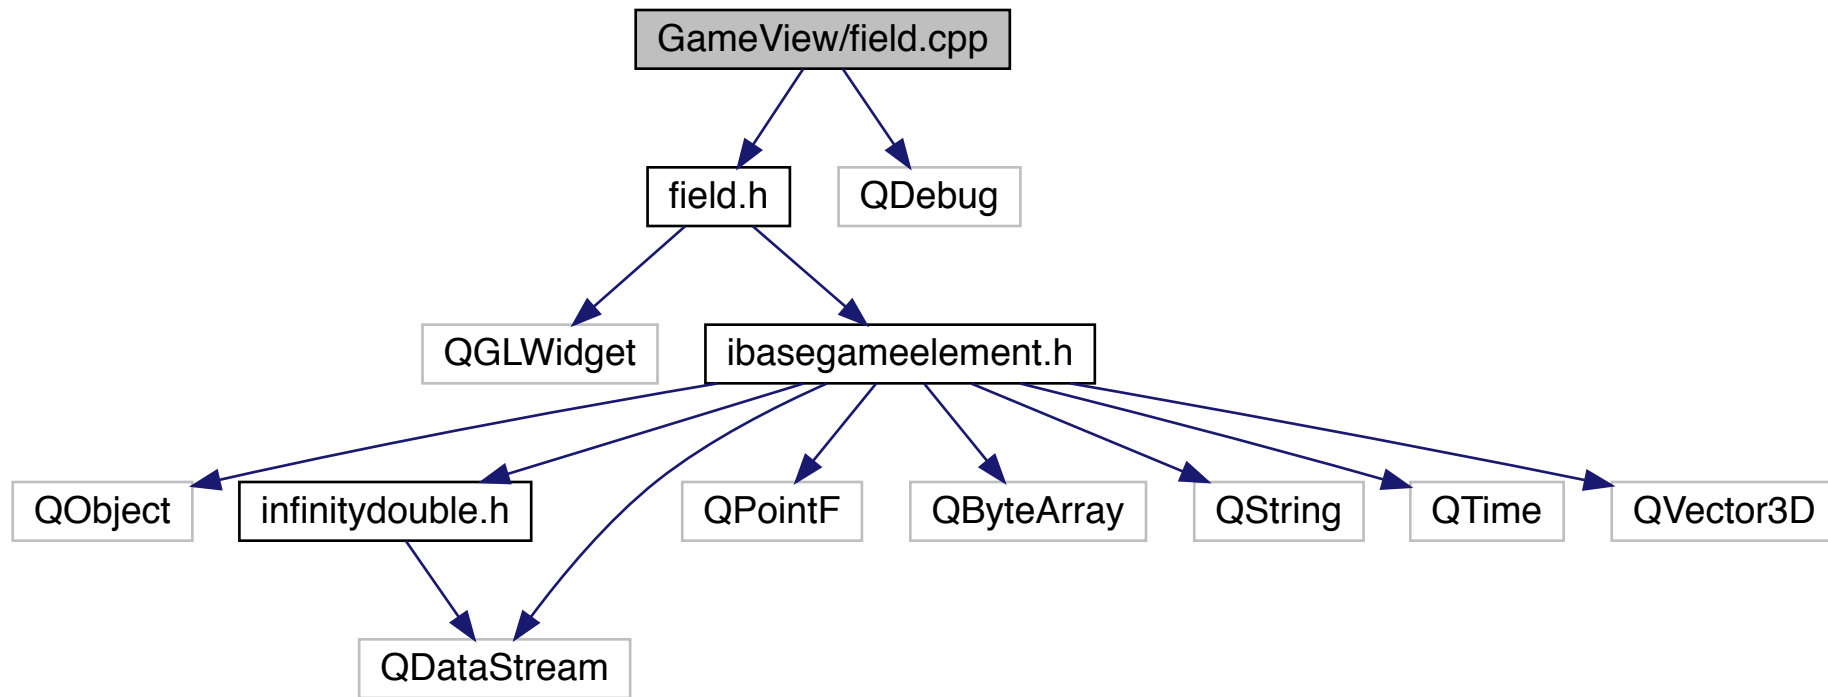 GameView/field.cpp
field.h
QDebug
QGLWidget
ibasegameelement.h
QObject
infinitydouble.h
QPointF
QByteArray
QString
QTime
QVector3D
QDataStream